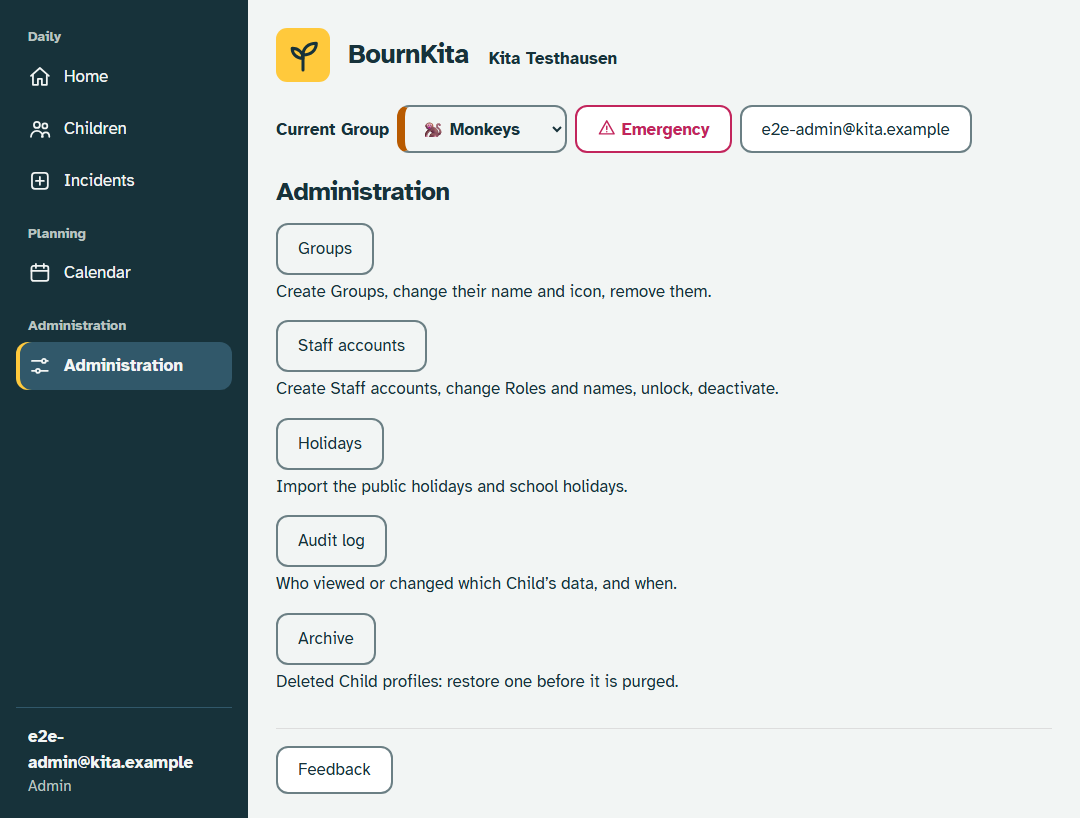 Daily
Home
Children
Incidents
Planning
Calendar
Administration
Administration
e2e-
admin@kita.example
Admin
BournKita Kita Testhausen
Current Group Monkeys Emergency e2e-admin@kita.example
Administration
Groups
Create Groups, change their name and icon, remove them.
Staff accounts
Create Staff accounts, change Roles and names, unlock, deactivate.
Holidays
Import the public holidays and school holidays.
Audit log
Who viewed or changed which Child’s data, and when.
Archive
Deleted Child profiles: restore one before it is purged.
Feedback